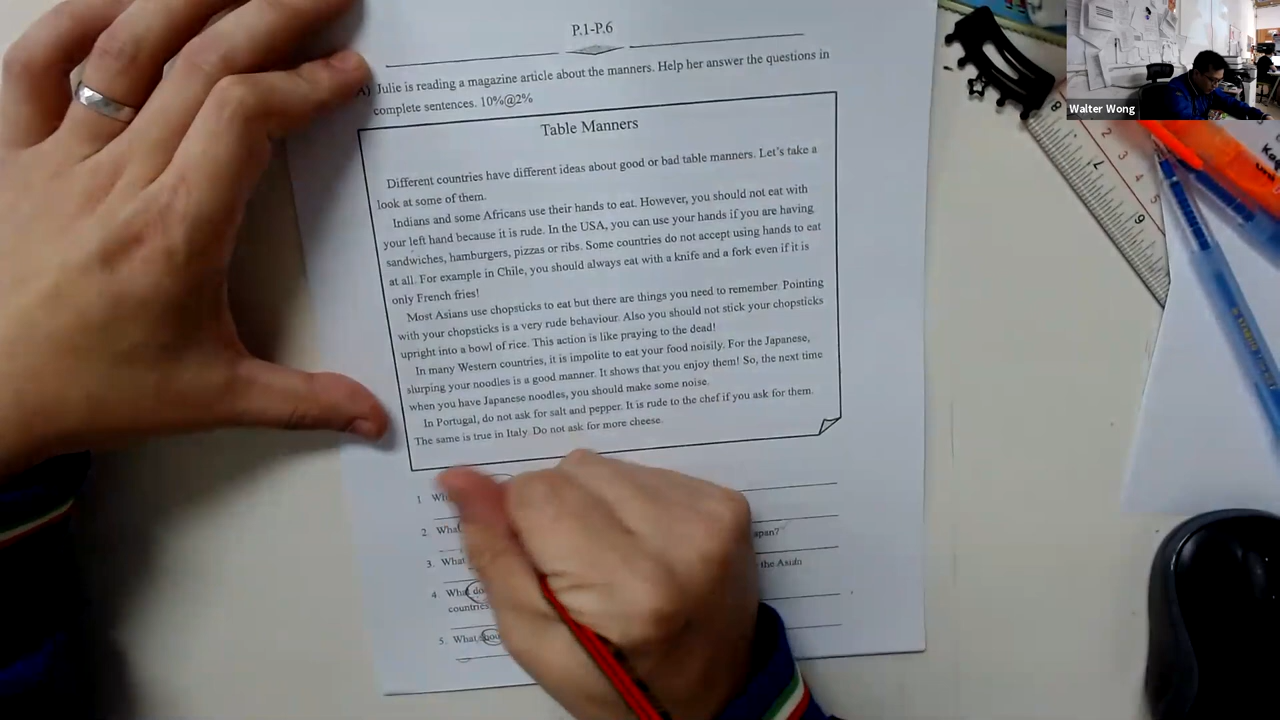 P.1-P.6
A) Julie is reading a magazine article about the manners. Help her answer the questions in
complete sentences. 10%@2%
Table Manners
Different countries have different ideas about good or bad table manners. Let's take a
look at some of them.
Indians and some Africans use their hands to eat. However, you should not eat with
your left hand because it is rude. In the USA, you can use your hands if you are having
sandwiches, hamburgers, pizzas or ribs. Some countries do not accept using hands to eat
at all. For example in Chile, you should always eat with a knife and a fork even if it is
only French fries!
Most Asians use chopsticks to eat but there are things you need to remember. Pointing
with your chopsticks is a very rude behaviour. Also you should not stick your chopsticks
upright into a bowl of rice. This action is like praying to the dead!
In many Western countries, it is impolite to eat your food noisily. For the Japanese,
slurping your noodles is a good manner. It shows that you enjoy them! So, the next time
when you have Japanese noodles, you should make some noise.
In Portugal, do not ask for salt and pepper. It is rude to the chef if you ask for them.
The same is true in Italy. Do not ask for more cheese.
1.
2. What apan?
3. What the Asian
4. What do
countries
5. What
Walter Wong